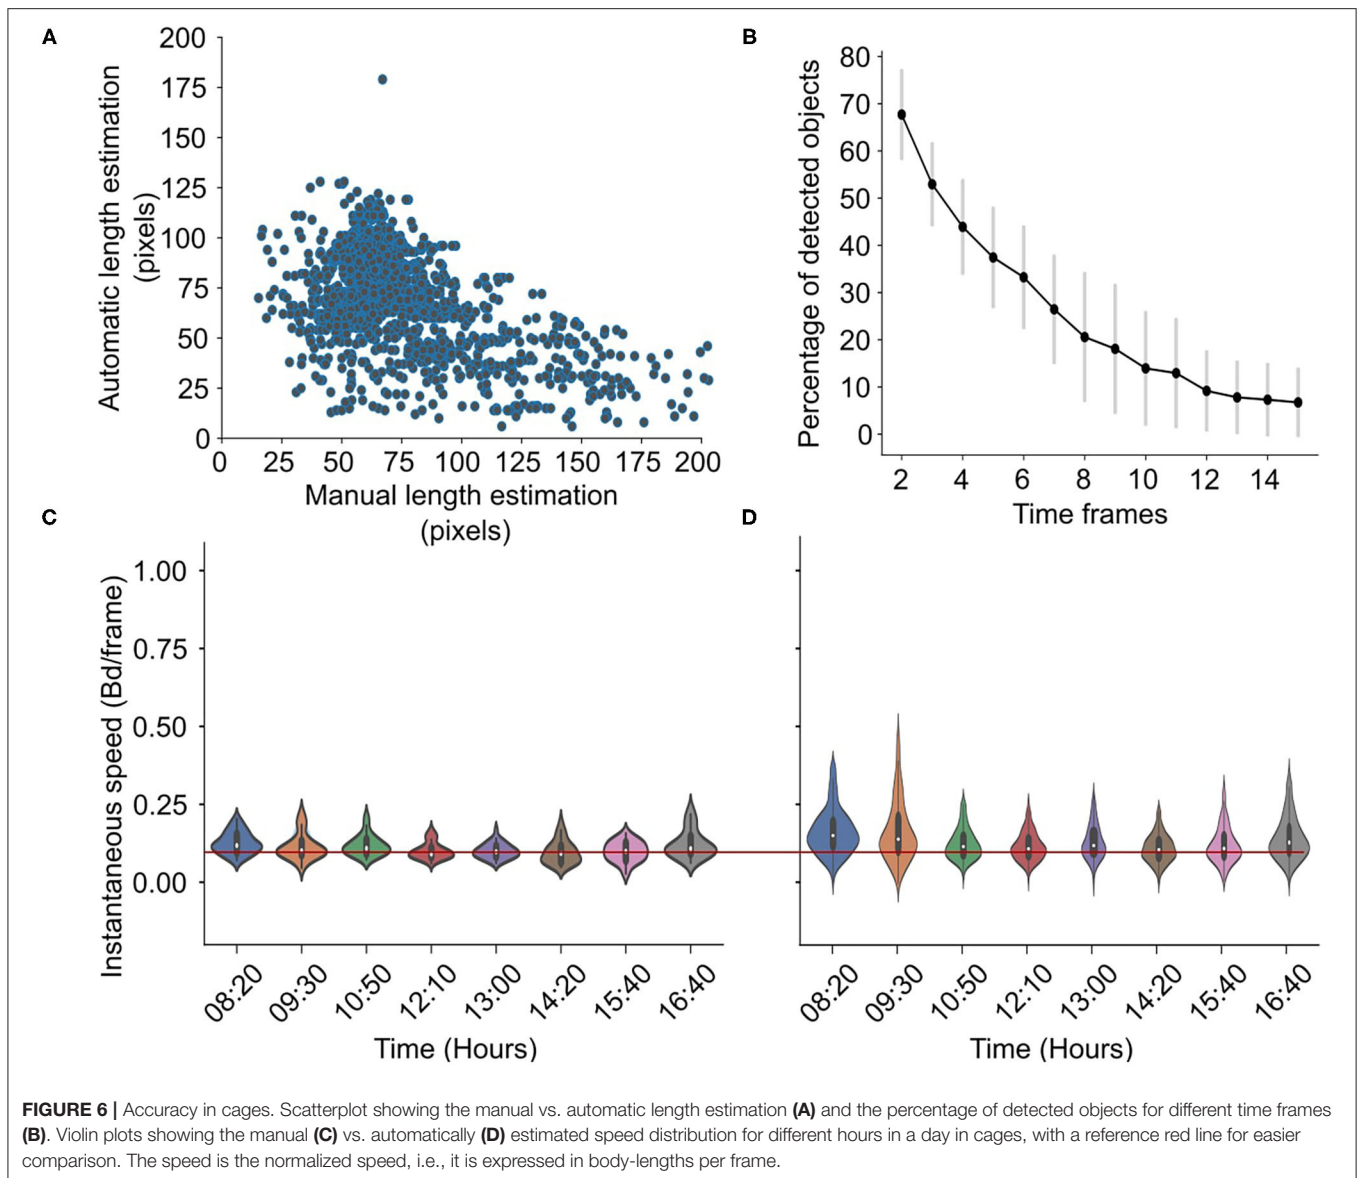 A
200
175
150
125
100
75
50
25
0
Automatic length estimation
(pixels)
0 25 50 75 100 125 150 175 200
Manual length estimation
(pixels)
B
80
70
60
50
40
30
20
10
0
Percentage of detected objects
2 4 6 8 10 12 14
Time frames
C
1.00
0.75
0.50
0.25
0.00
Instantaneous speed (Bd/frame)
08:20 09:30 10:50 12:10 13:00 14:20 15:40 16:40
Time (Hours)
D
08:20 09:30 10:50 12:10 13:00 14:20 15:40 16:40
Time (Hours)
FIGURE 6 | Accuracy in cages. Scatterplot showing the manual vs. automatic length estimation (A) and the percentage of detected objects for different time frames
(B). Violin plots showing the manual (C) vs. automatically (D) estimated speed distribution for different hours in a day in cages, with a reference red line for easier
comparison. The speed is the normalized speed, i.e., it is expressed in body-lengths per frame.